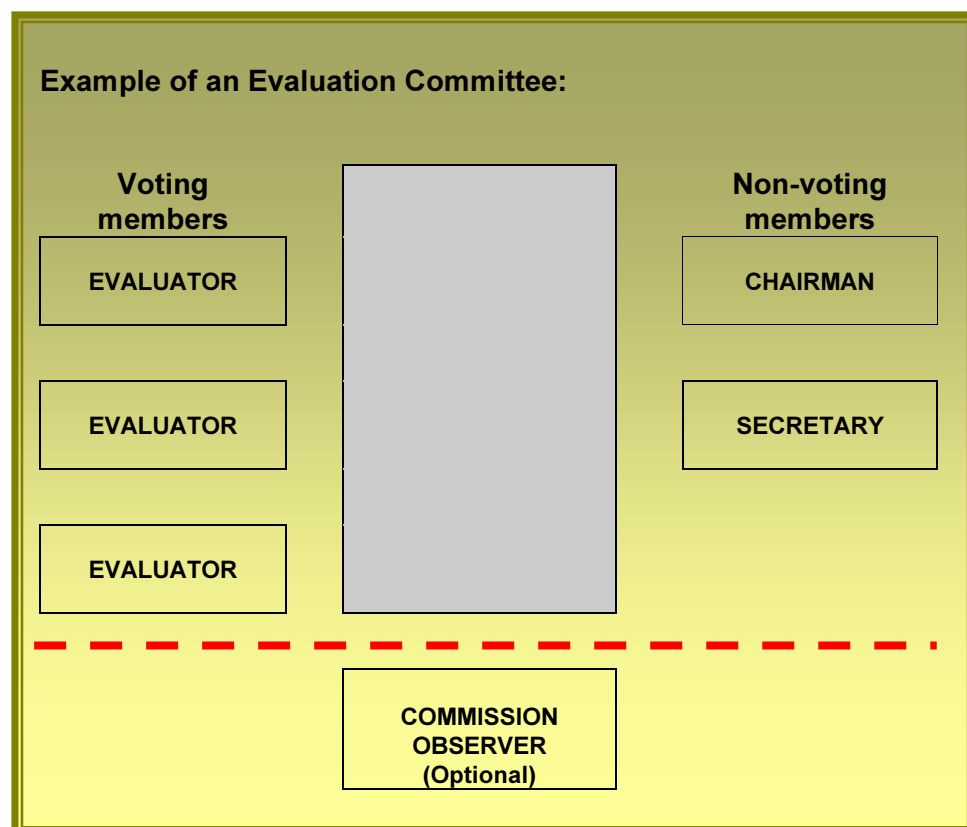 Example of an Evaluation Committee:
Voting
members
Non-voting
members
EVALUATOR
CHAIRMAN
EVALUATOR
SECRETARY
EVALUATOR
COMMISSION
OBSERVER
(Optional)